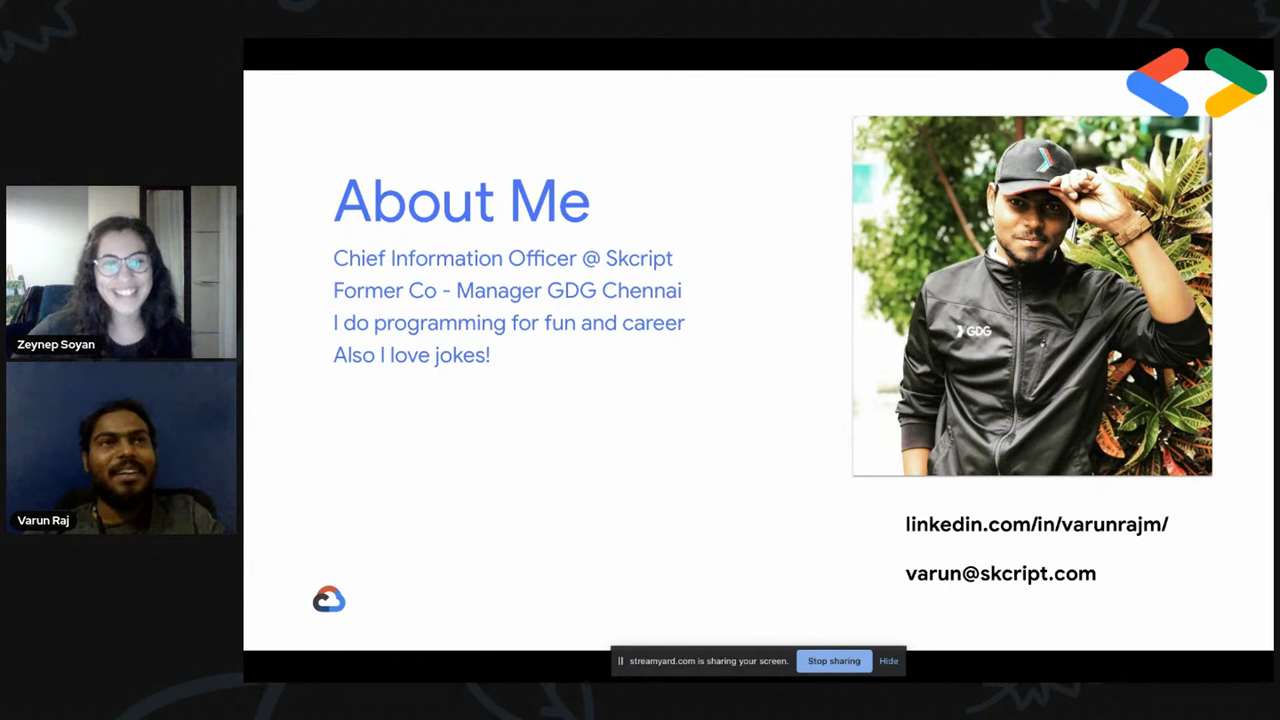 About Me
Chief Information Officer @ Skcript
Former Co - Manager GDG Chennai
I do programming for fun and career
Also I love jokes!
GDG
Zeynep Soyan
Varun Raj
linkedin.com/in/varunrajm/
varun@skcript.com
streamyard.com is sharing your screen.
Stop sharing
Hide